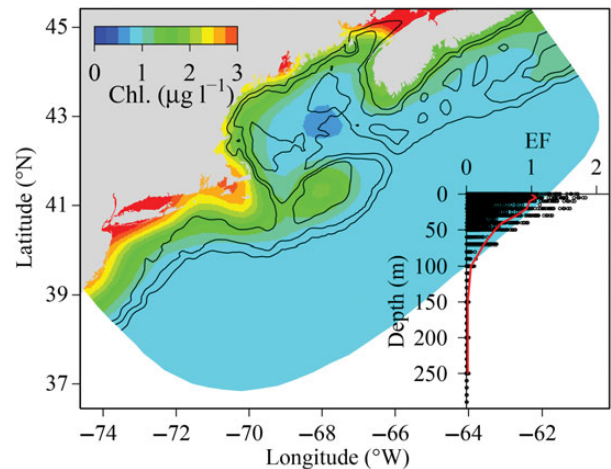 45
0 1 2 3
Chl. (μg l⁻¹)
43
41
39
37
Latitude (°N)
EF
0 1 2
0
50
100
150
200
250
Depth (m)
−74 −72 −70 −68 −66 −64 −62
Longitude (°W)